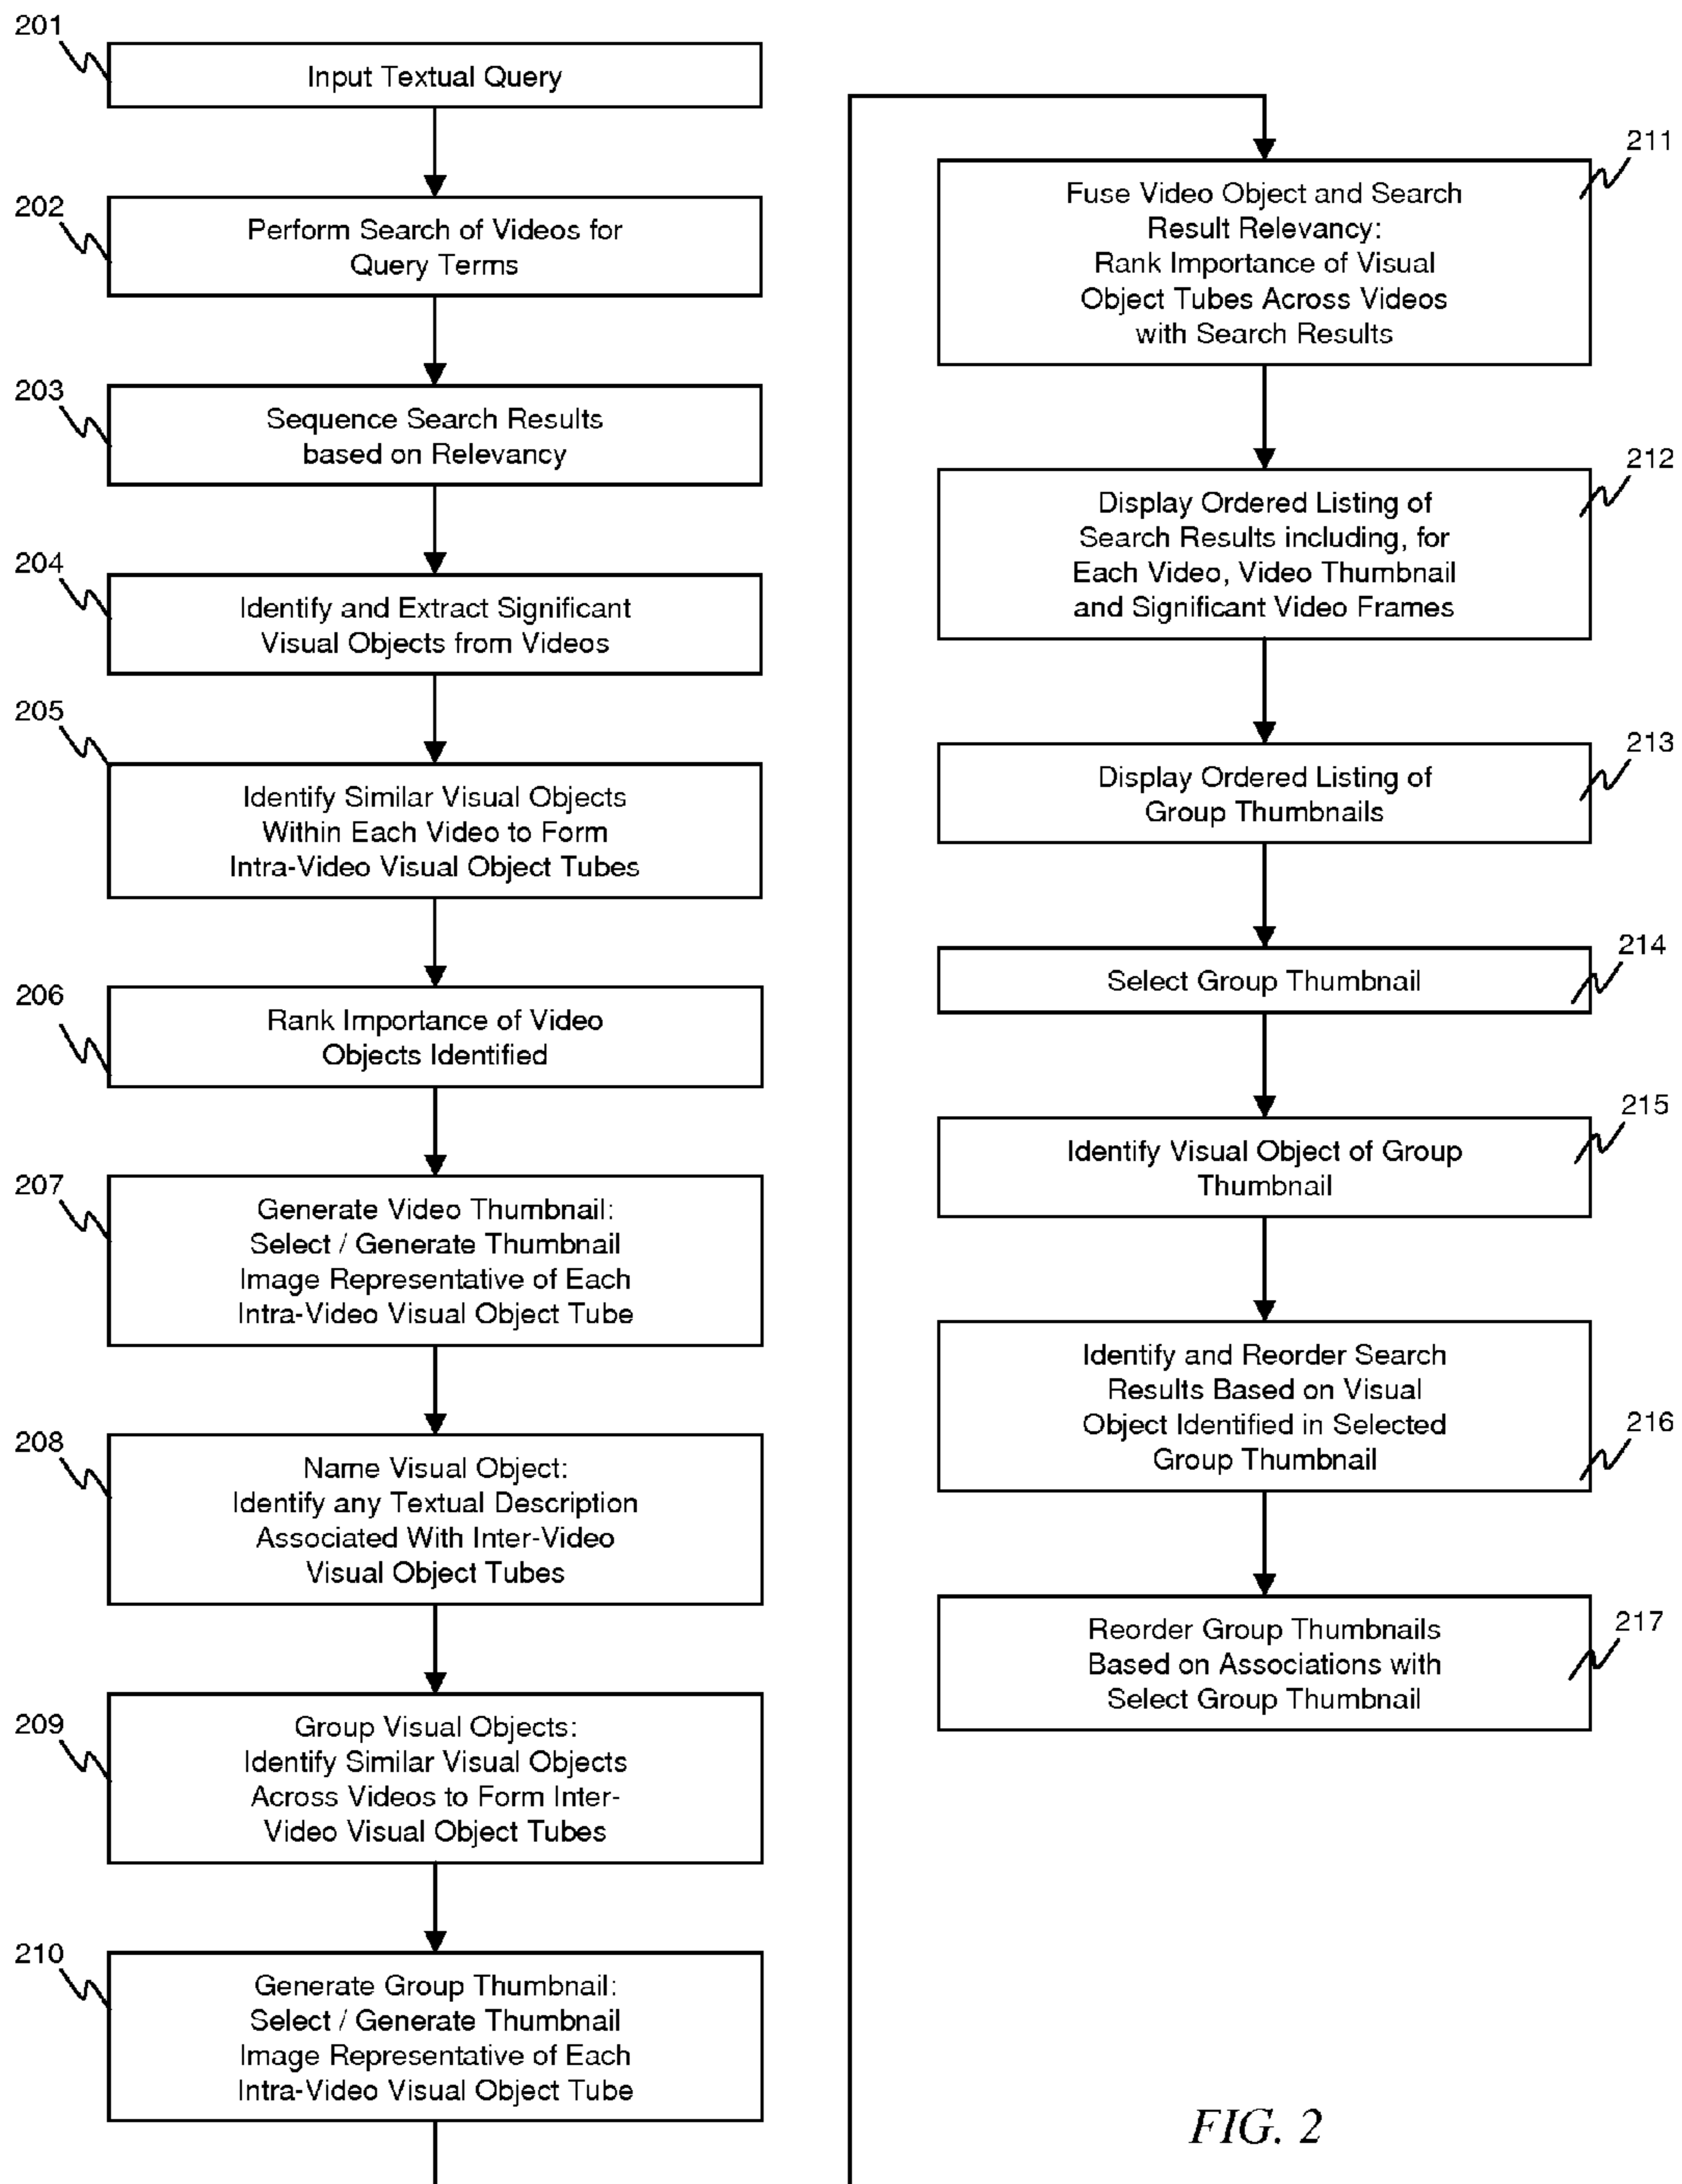 201
Input Textual Query
202
Perform Search of Videos for
Query Terms
203
Sequence Search Results
based on Relevancy
204
Identify and Extract Significant
Visual Objects from Videos
205
Identify Similar Visual Objects
Within Each Video to Form
Intra-Video Visual Object Tubes
206
Rank Importance of Video
Objects Identified
207
Generate Video Thumbnail:
Select / Generate Thumbnail
Image Representative of Each
Intra-Video Visual Object Tube
208
Name Visual Object:
Identify any Textual Description
Associated With Inter-Video
Visual Object Tubes
209
Group Visual Objects:
Identify Similar Visual Objects
Across Videos to Form Inter-
Video Visual Object Tubes
210
Generate Group Thumbnail:
Select / Generate Thumbnail
Image Representative of Each
Intra-Video Visual Object Tube
211
Fuse Video Object and Search
Result Relevancy:
Rank Importance of Visual
Object Tubes Across Videos
with Search Results
212
Display Ordered Listing of
Search Results including, for
Each Video, Video Thumbnail
and Significant Video Frames
213
Display Ordered Listing of
Group Thumbnails
214
Select Group Thumbnail
215
Identify Visual Object of Group
Thumbnail
216
Identify and Reorder Search
Results Based on Visual
Object Identified in Selected
Group Thumbnail
217
Reorder Group Thumbnails
Based on Associations with
Select Group Thumbnail
FIG. 2